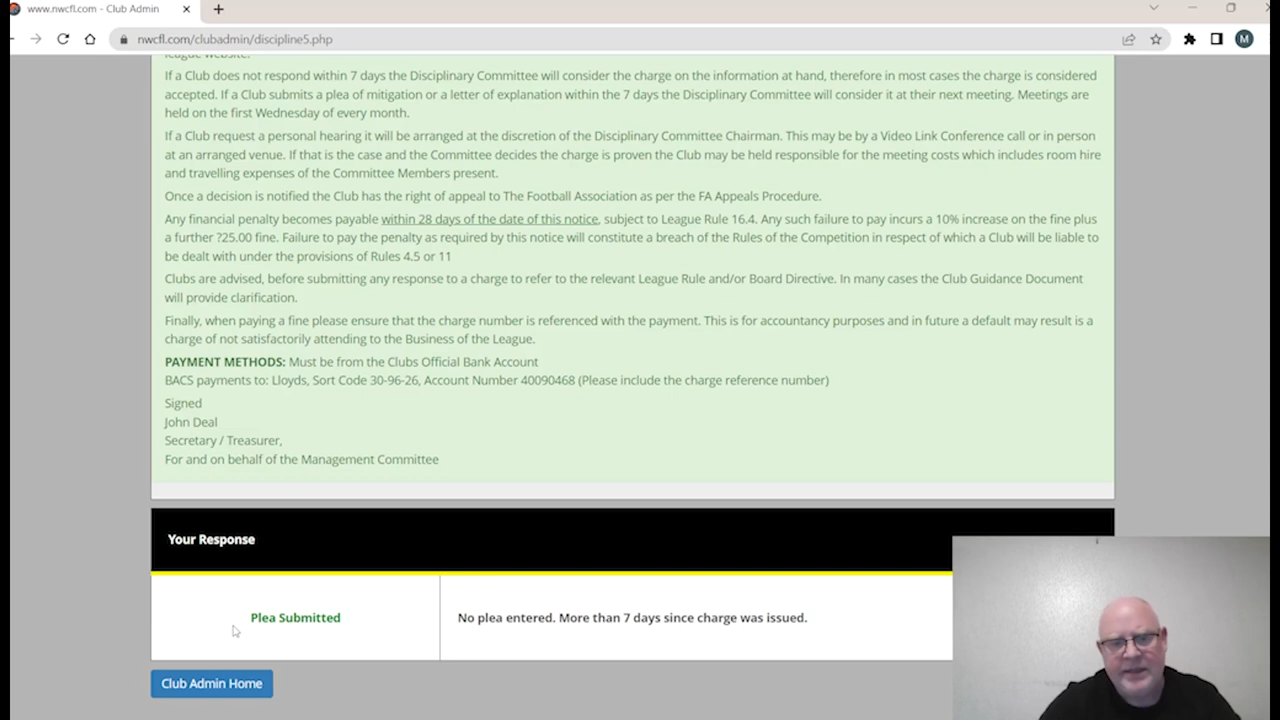 www.nwcfl.com - Club Admin
nwcfl.com/clubadmin/discipline5.php
M
league website.
If a Club does not respond within 7 days the Disciplinary Committee will consider the charge on the information at hand, therefore in most cases the charge is considered
accepted. If a Club submits a plea of mitigation or a letter of explanation within the 7 days the Disciplinary Committee will consider it at their next meeting. Meetings are
held on the first Wednesday of every month.
If a Club request a personal hearing it will be arranged at the discretion of the Disciplinary Committee Chairman. This may be by a Video Link Conference call or in person
at an arranged venue. If that is the case and the Committee decides the charge is proven the Club may be held responsible for the meeting costs which includes room hire
and travelling expenses of the Committee Members present.
Once a decision is notified the Club has the right of appeal to The Football Association as per the FA Appeals Procedure.
Any financial penalty becomes payable within 28 days of the date of this notice, subject to League Rule 16.4. Any such failure to pay incurs a 10% increase on the fine plus
a further ?25.00 fine. Failure to pay the penalty as required by this notice will constitute a breach of the Rules of the Competition in respect of which a Club will be liable to
be dealt with under the provisions of Rules 4.5 or 11
Clubs are advised, before submitting any response to a charge to refer to the relevant League Rule and/or Board Directive. In many cases the Club Guidance Document
will provide clarification.
Finally, when paying a fine please ensure that the charge number is referenced with the payment. This is for accountancy purposes and in future a default may result is a
charge of not satisfactorily attending to the Business of the League.
PAYMENT METHODS: Must be from the Clubs Official Bank Account
BACS payments to: Lloyds, Sort Code 30-96-26, Account Number 40090468 (Please include the charge reference number)
Signed
John Deal
Secretary / Treasurer,
For and on behalf of the Management Committee
Your Response
Plea Submitted
No plea entered. More than 7 days since charge was issued.
Club Admin Home